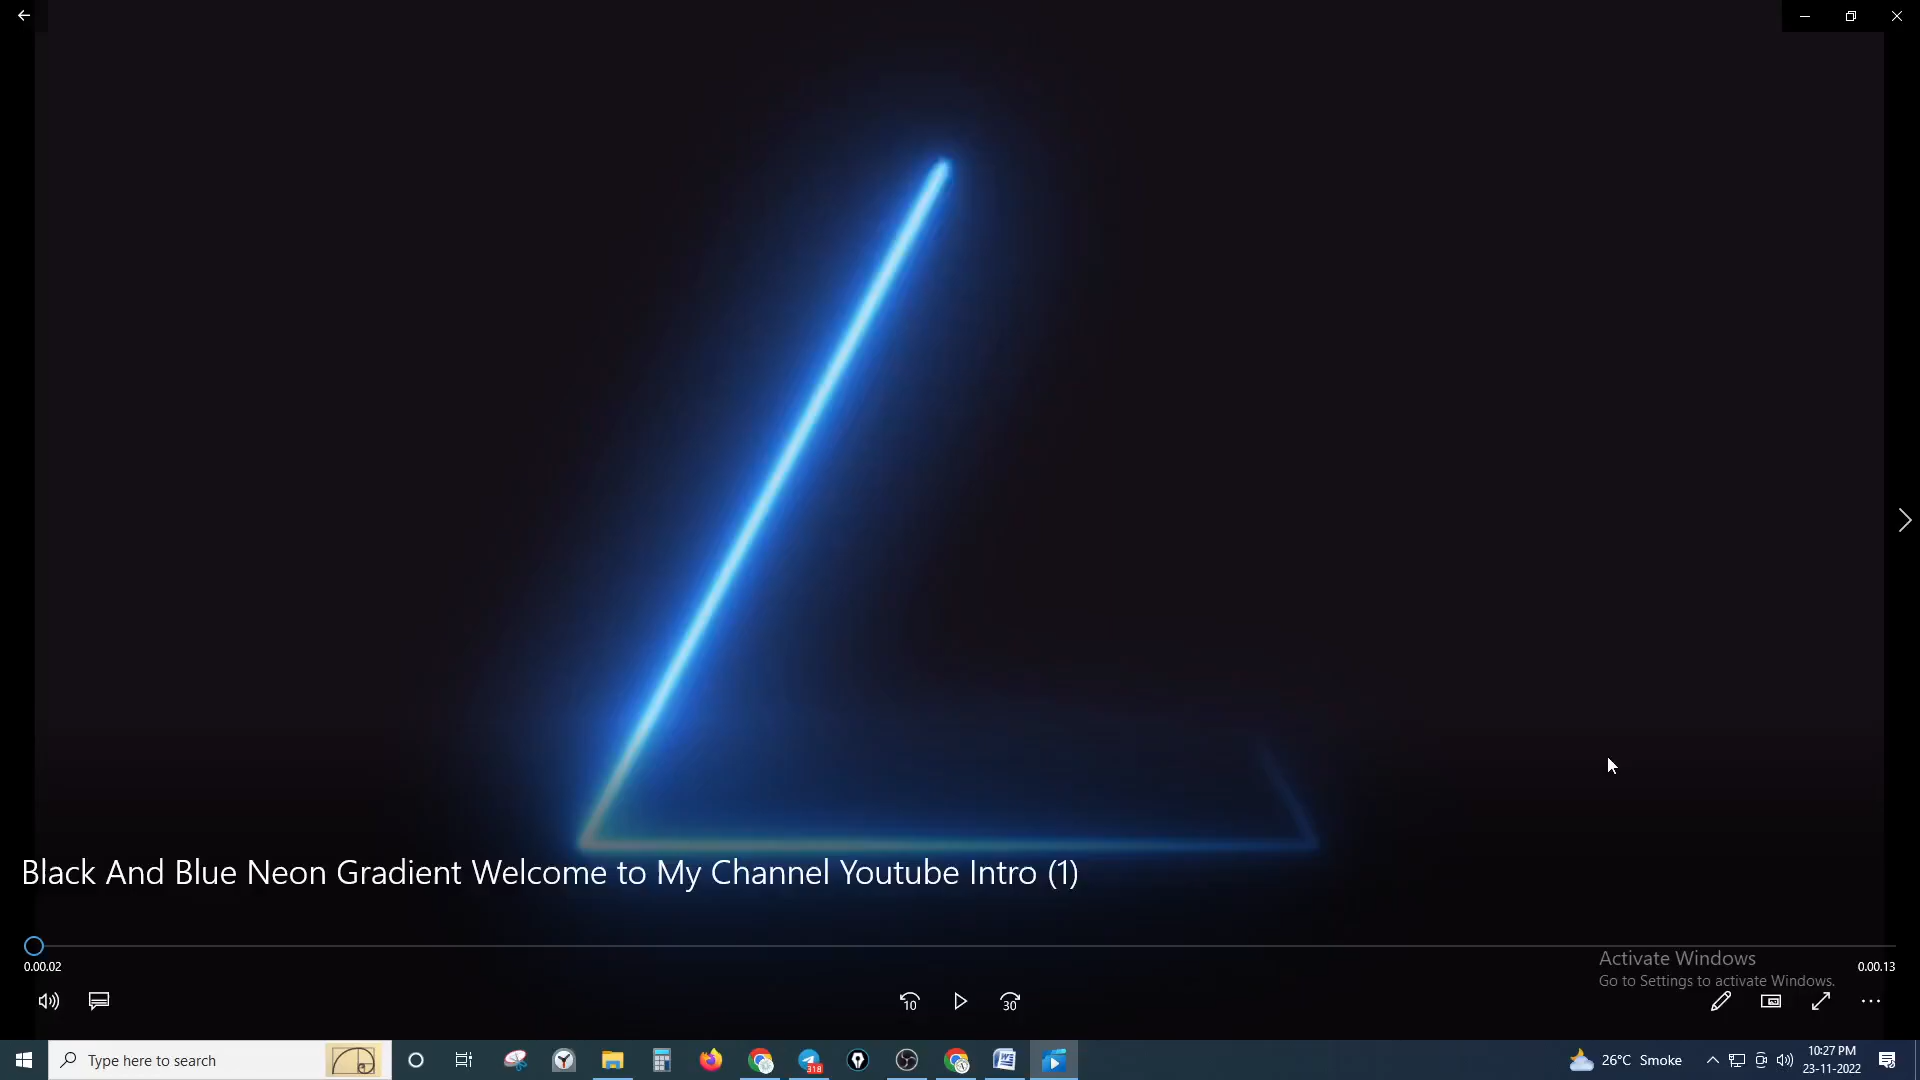 Black And Blue Neon Gradient Welcome to My Channel Youtube Intro (1)
0.00.02
0.00.13
Activate Windows
Go to Settings to activate Windows.
10
30
Type here to search
318
26°C Smoke
10:27 PM
23-11-2022